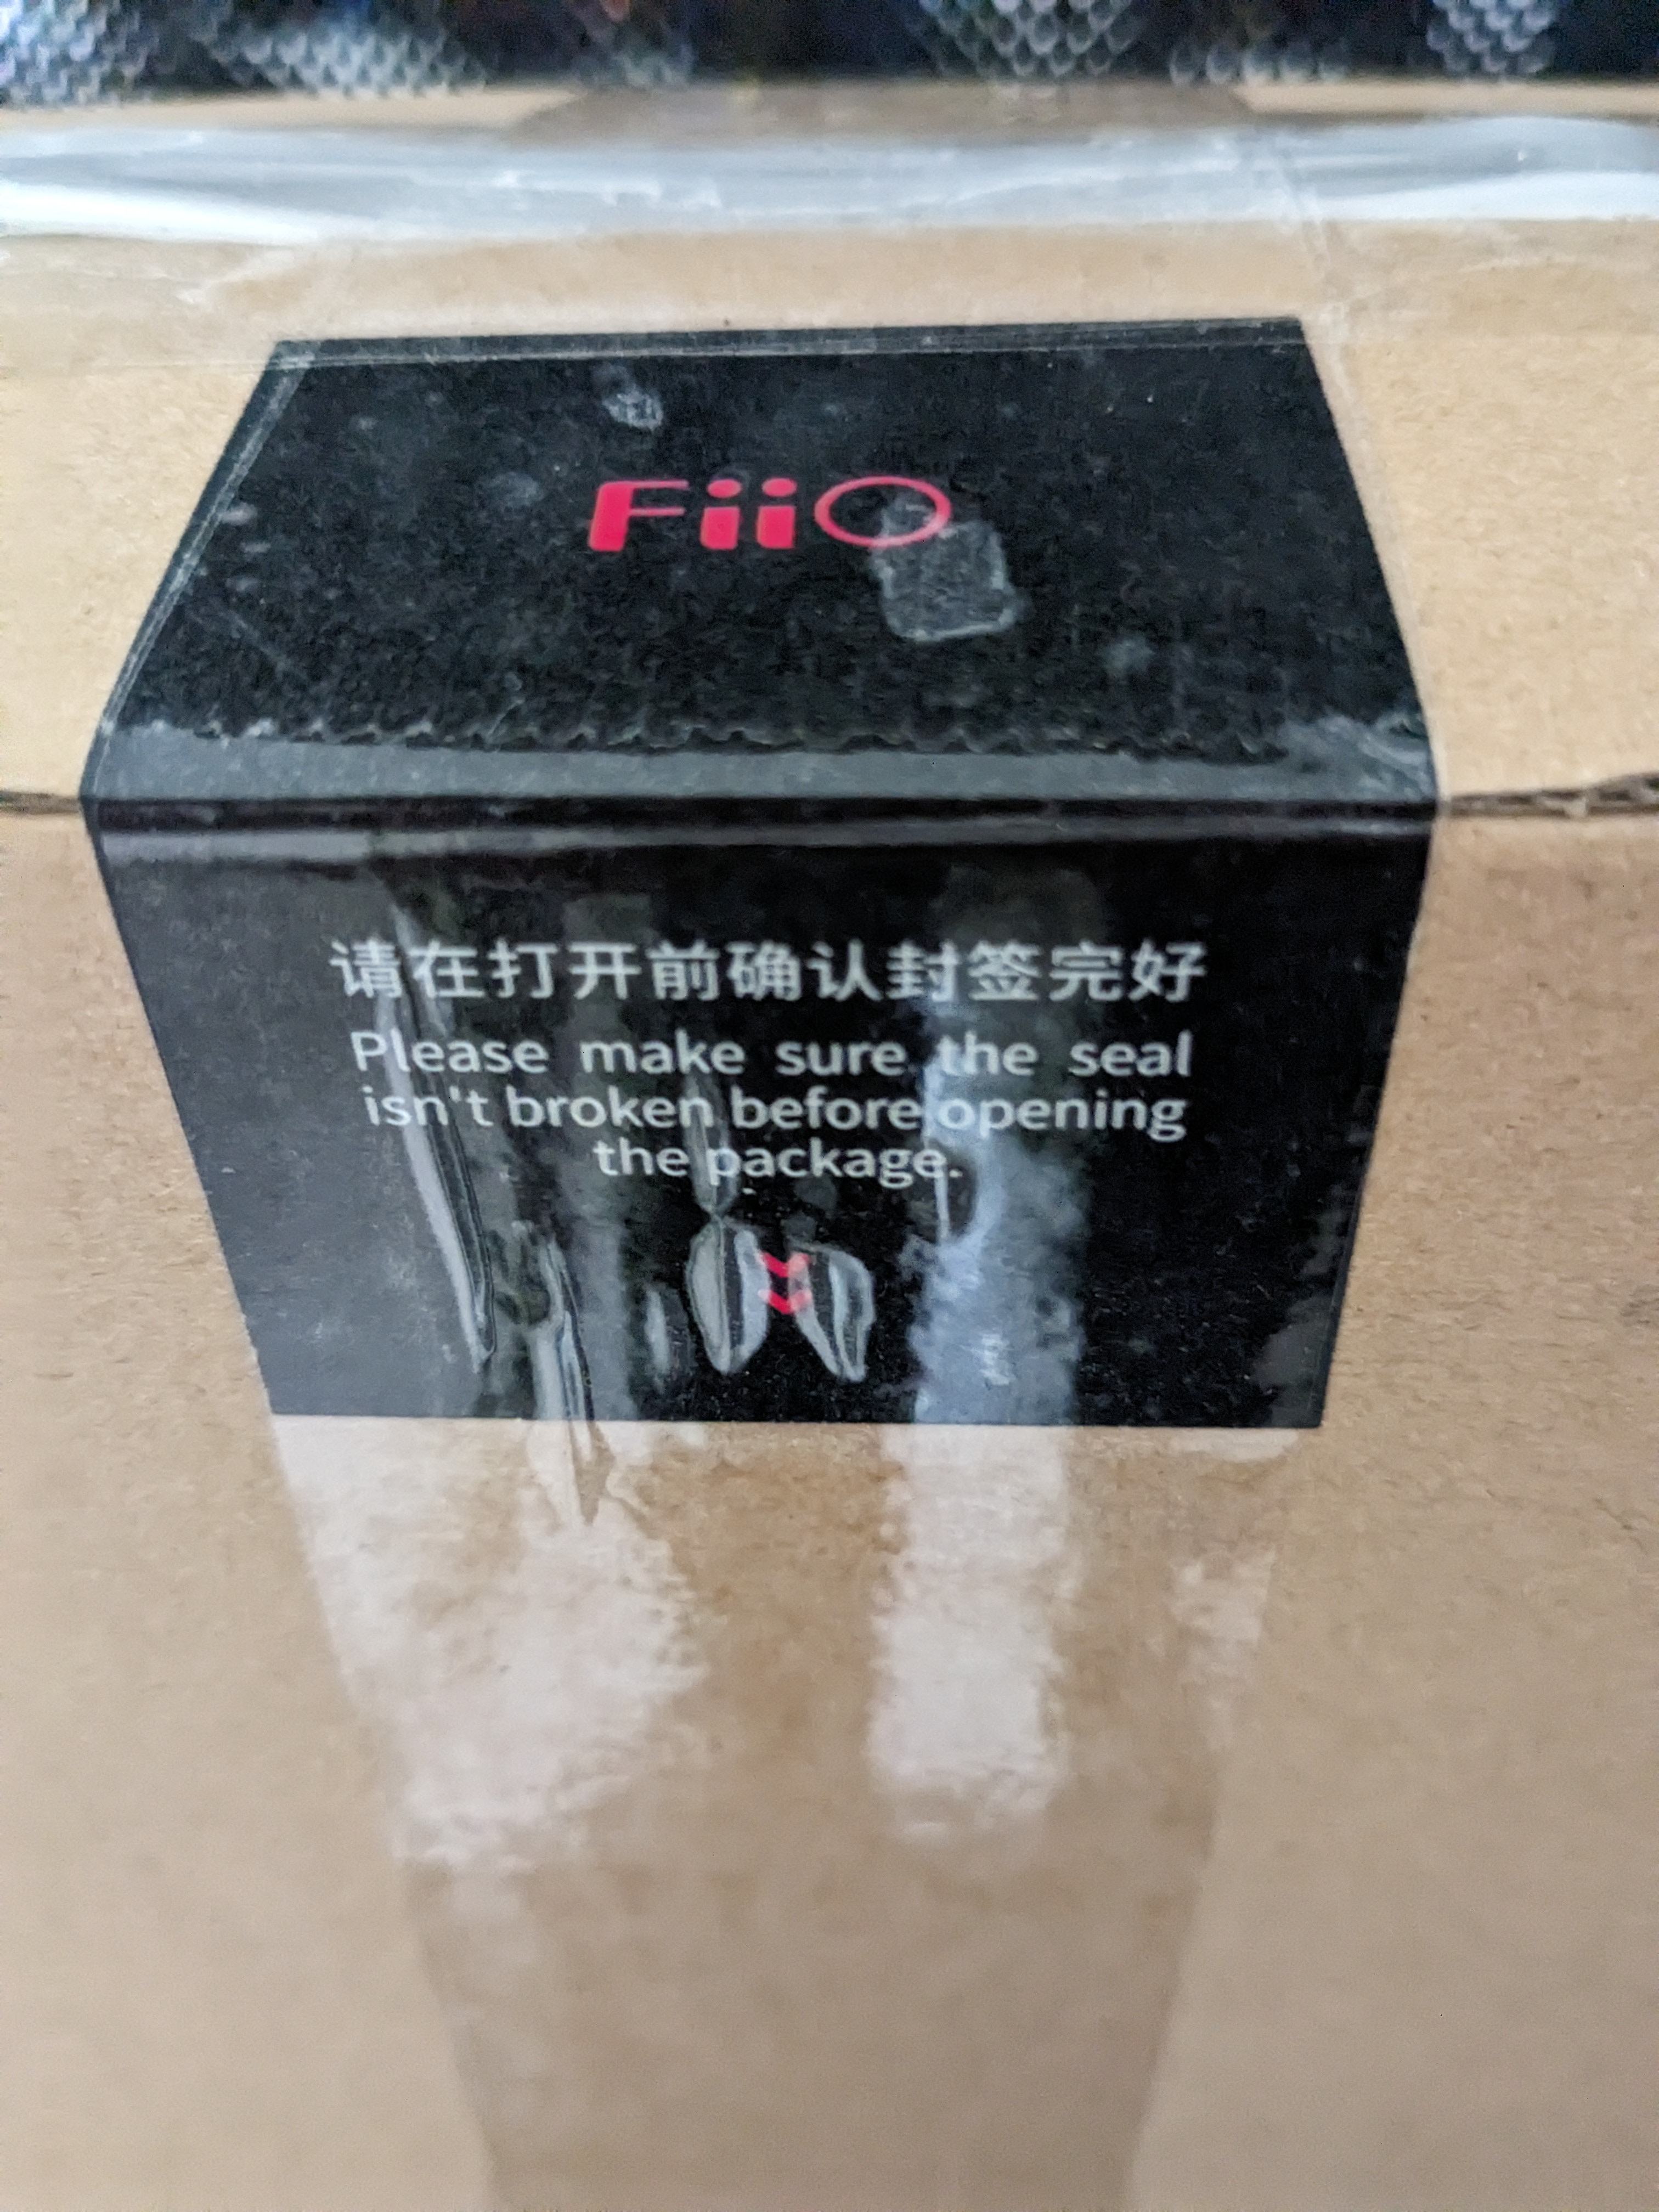 FiiO
请在打开前确认封签完好
Please make sure the seal
isn't broken before opening
the package.